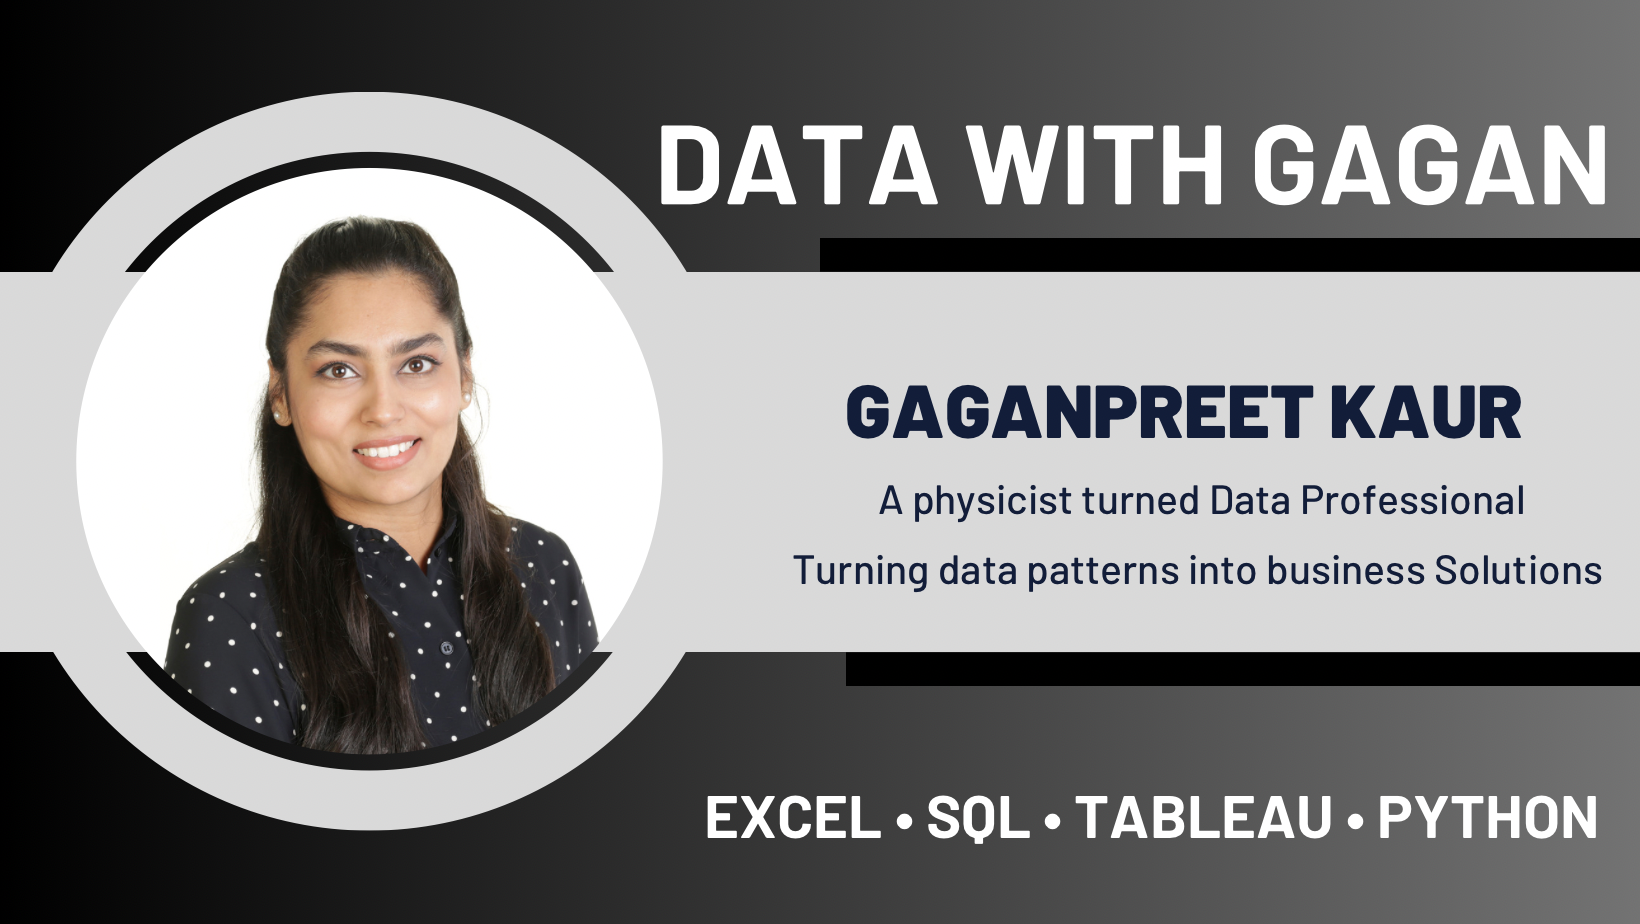 DATA WITH GAGAN
GAGANPREET KAUR
A physicist turned Data Professional
Turning data patterns into business Solutions
EXCEL • SQL • TABLEAU • PYTHON